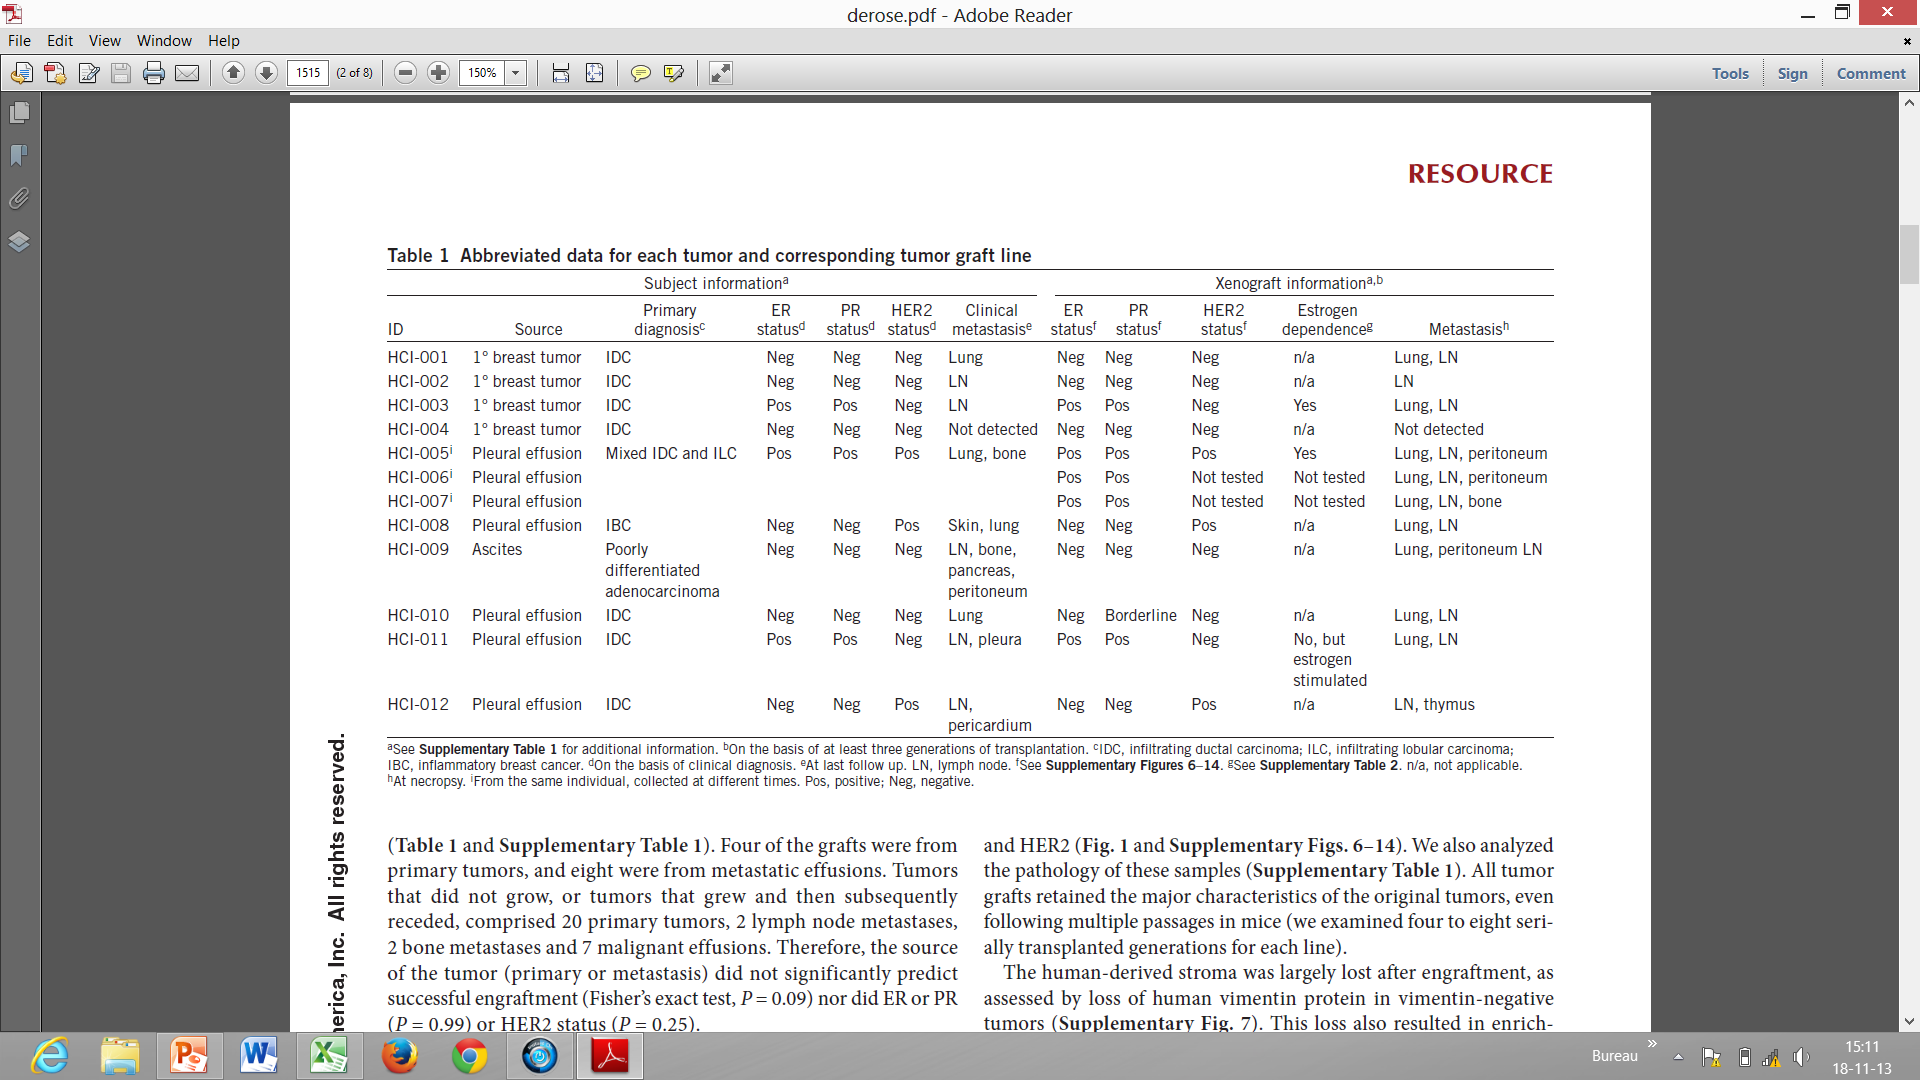 derose.pdf - Adobe Reader
File Edit View Window Help
1515 (2 of 8) 150% Tools Sign Comment
RESOURCE
Table 1 Abbreviated data for each tumor and corresponding tumor graft line
Subject informationa Xenograft informationa,b
ID Source Primary diagnosisc ER statusd PR statusd HER2 statusd Clinical metastasise ER statusf PR statusf HER2 statusf Estrogen dependenceg Metastasish
HCI-001 1° breast tumor IDC Neg Neg Neg Lung Neg Neg Neg n/a Lung, LN
HCI-002 1° breast tumor IDC Neg Neg Neg LN Neg Neg Neg n/a LN
HCI-003 1° breast tumor IDC Pos Pos Neg LN Pos Pos Neg Yes Lung, LN
HCI-004 1° breast tumor IDC Neg Neg Neg Not detected Neg Neg Neg n/a Not detected
HCI-005i Pleural effusion Mixed IDC and ILC Pos Pos Pos Lung, bone Pos Pos Pos Yes Lung, LN, peritoneum
HCI-006i Pleural effusion Pos Pos Not tested Not tested Lung, LN, peritoneum
HCI-007i Pleural effusion Pos Pos Not tested Not tested Lung, LN, bone
HCI-008 Pleural effusion IBC Neg Neg Pos Skin, lung Neg Neg Pos n/a Lung, LN
HCI-009 Ascites Poorly differentiated adenocarcinoma Neg Neg Neg LN, bone, pancreas, peritoneum Neg Neg Neg n/a Lung, peritoneum LN
HCI-010 Pleural effusion IDC Neg Neg Neg Lung Neg Borderline Neg n/a Lung, LN
HCI-011 Pleural effusion IDC Pos Pos Neg LN, pleura Pos Pos Neg No, but estrogen stimulated Lung, LN
HCI-012 Pleural effusion IDC Neg Neg Pos LN, pericardium Neg Neg Pos n/a LN, thymus
aSee Supplementary Table 1 for additional information. bOn the basis of at least three generations of transplantation. cIDC, infiltrating ductal carcinoma; ILC, infiltrating lobular carcinoma;
IBC, inflammatory breast cancer. dOn the basis of clinical diagnosis. eAt last follow up. LN, lymph node. fSee Supplementary Figures 6–14. gSee Supplementary Table 2. n/a, not applicable.
hAt necropsy. iFrom the same individual, collected at different times. Pos, positive; Neg, negative.
(Table 1 and Supplementary Table 1). Four of the grafts were from
primary tumors, and eight were from metastatic effusions. Tumors
that did not grow, or tumors that grew and then subsequently
receded, comprised 20 primary tumors, 2 lymph node metastases,
2 bone metastases and 7 malignant effusions. Therefore, the source
of the tumor (primary or metastasis) did not significantly predict
successful engraftment (Fisher's exact test, P = 0.09) nor did ER or PR
(P = 0.99) or HER2 status (P = 0.25).
and HER2 (Fig. 1 and Supplementary Figs. 6–14). We also analyzed
the pathology of these samples (Supplementary Table 1). All tumor
grafts retained the major characteristics of the original tumors, even
following multiple passages in mice (we examined four to eight seri-
ally transplanted generations for each line).
The human-derived stroma was largely lost after engraftment, as
assessed by loss of human vimentin protein in vimentin-negative
tumors (Supplementary Fig. 7). This loss also resulted in enrich-
erica, Inc. All rights reserved.
Bureau
15:11
18-11-13